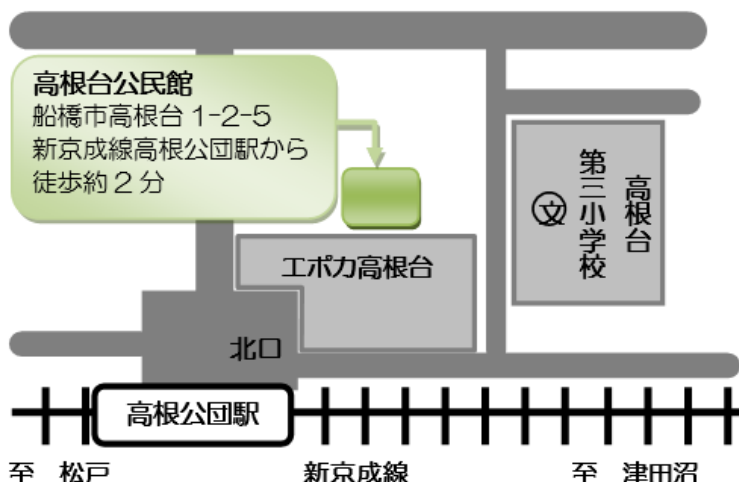 高根台公民館
船橋市高根台 1-2-5
新京成線高根公団駅から
徒歩約 2 分
高根台
第三小学校
文
エポカ高根台
北口
高根公団駅
至 松戸
新京成線
至 津田沼